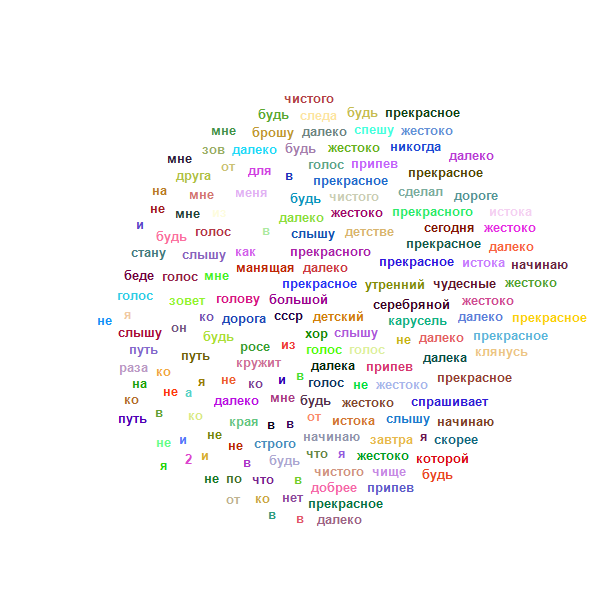 чистого
будь следа будь прекрасное
мне брошу далеко спешу жестоко
зов далеко будь жестоко никогда
мне от для голос припев далеко
друга в прекрасное прекрасное
на мне меня будь чистого сделал дороге
не мне из далеко жестоко прекрасного истока
и будь голос в слышу детстве сегодня жестоко
стану слышу как прекрасного прекрасное далеко
беде голос мне манящая далеко прекрасное истока начинаю
прекрасное утренний чудесные жестоко
голос зовет голову большой серебряной жестоко
не я он ко дорога ссср детский карусель далеко прекрасное
слышу будь хор слышу не далеко прекрасное
путь путь росе из голос голос далека клянусь
раза ко кружит далека припев
на не а я не ко и в голос не жестоко прекрасное
ко далеко мне будь жестоко спрашивает
путь в ко края в в от истока слышу начинаю
не и не не строго начинаю завтра я скорее
я 2 и в будь что я жестоко которой
не по что в чистого чище будь
добрее припев
от ко нет прекрасное
в в далеко